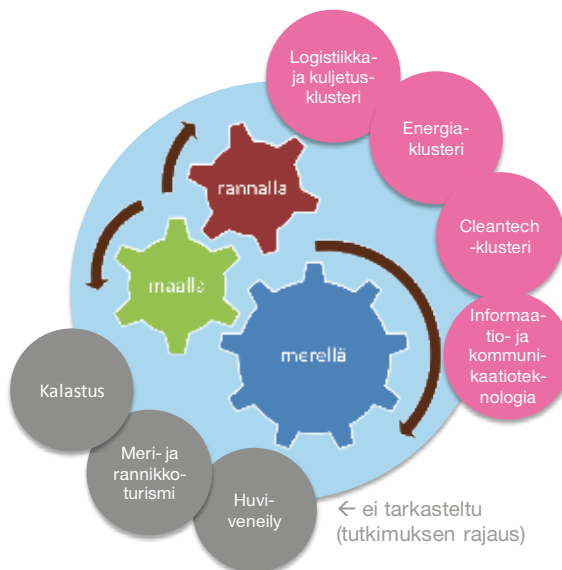 Logistiikka-
ja kuljetus-
klusteri
Energia-
klusteri
Cleantech
-klusteri
Informaa-
tio- ja
kommuni-
kaatiotek-
nologia
rannalla
maalla
merellä
Kalastus
Meri- ja
rannikko-
turismi
Huvi-
veneily
← ei tarkasteltu
(tutkimuksen rajaus)